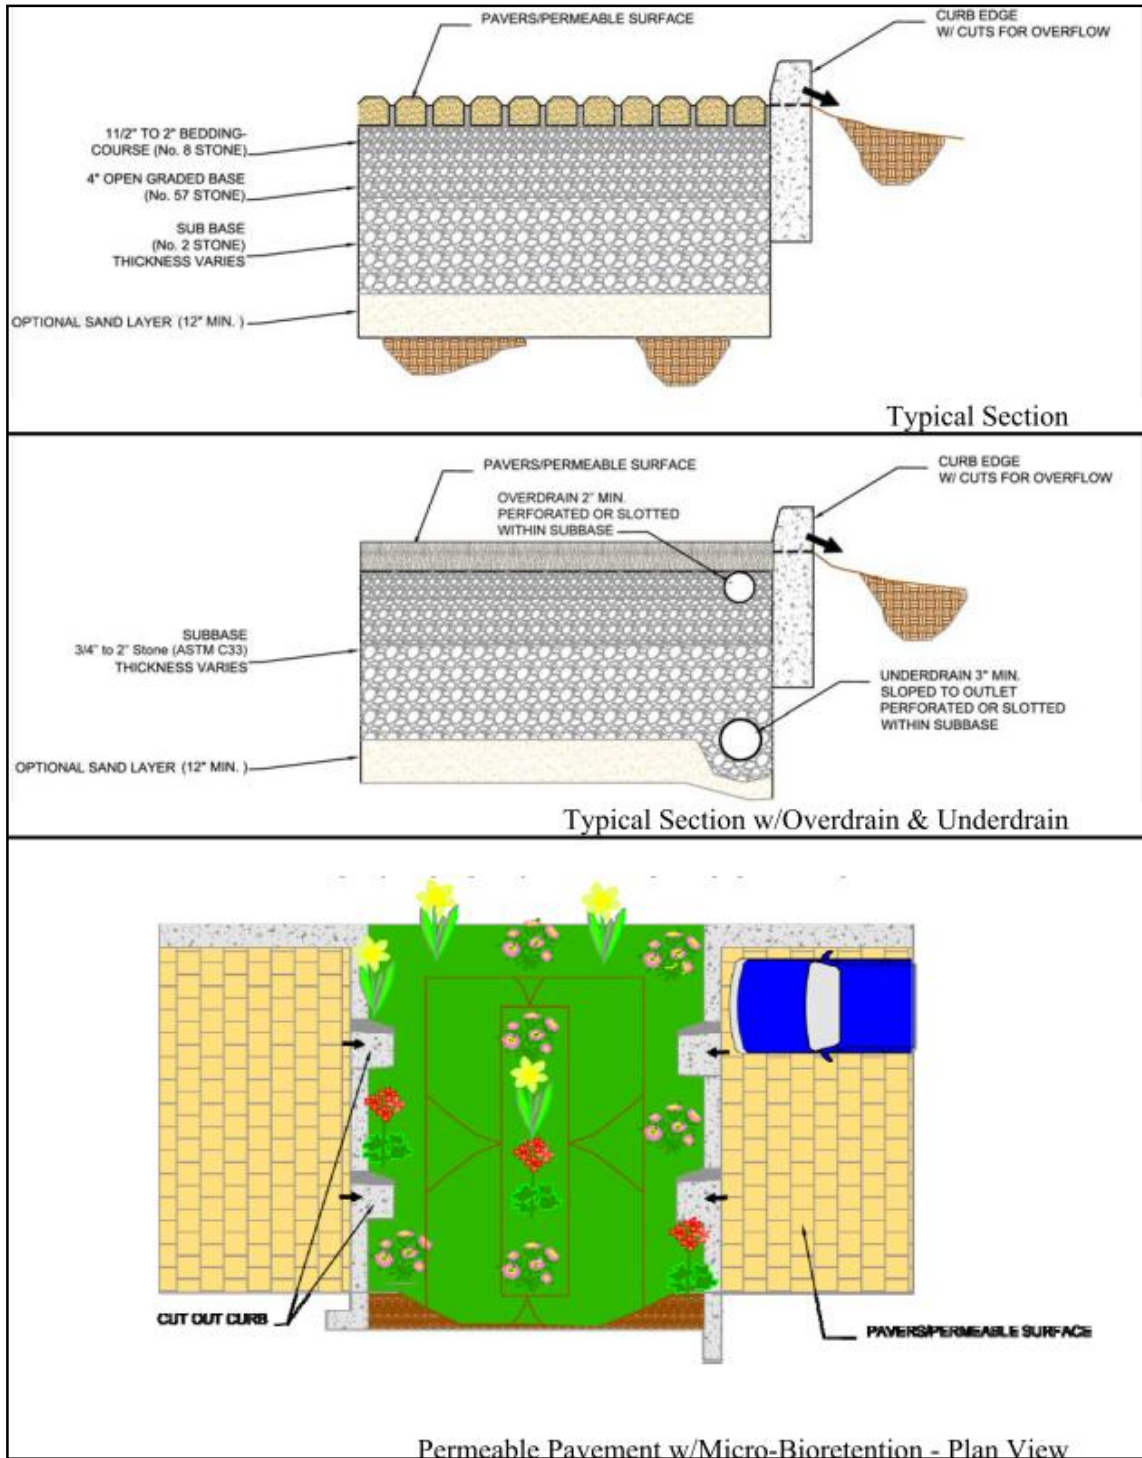 PAVERS/PERMEABLE SURFACE
CURB EDGE
W/ CUTS FOR OVERFLOW
11/2" TO 2" BEDDING-
COURSE (No. 8 STONE)
4" OPEN GRADED BASE
(No. 57 STONE)
SUB BASE
(No. 2 STONE)
THICKNESS VARIES
OPTIONAL SAND LAYER (12" MIN. )
Typical Section
PAVERS/PERMEABLE SURFACE
CURB EDGE
W/ CUTS FOR OVERFLOW
OVERDRAIN 2" MIN.
PERFORATED OR SLOTTED
WITHIN SUBBASE
SUBBASE
3/4" to 2" Stone (ASTM C33)
THICKNESS VARIES
UNDERDRAIN 3" MIN.
SLOPED TO OUTLET
PERFORATED OR SLOTTED
WITHIN SUBBASE
OPTIONAL SAND LAYER (12" MIN. )
Typical Section w/Overdrain & Underdrain
CUT OUT CURB
PAVERS/PERMEABLE SURFACE
Permeable Pavement w/Micro-Bioretention - Plan View